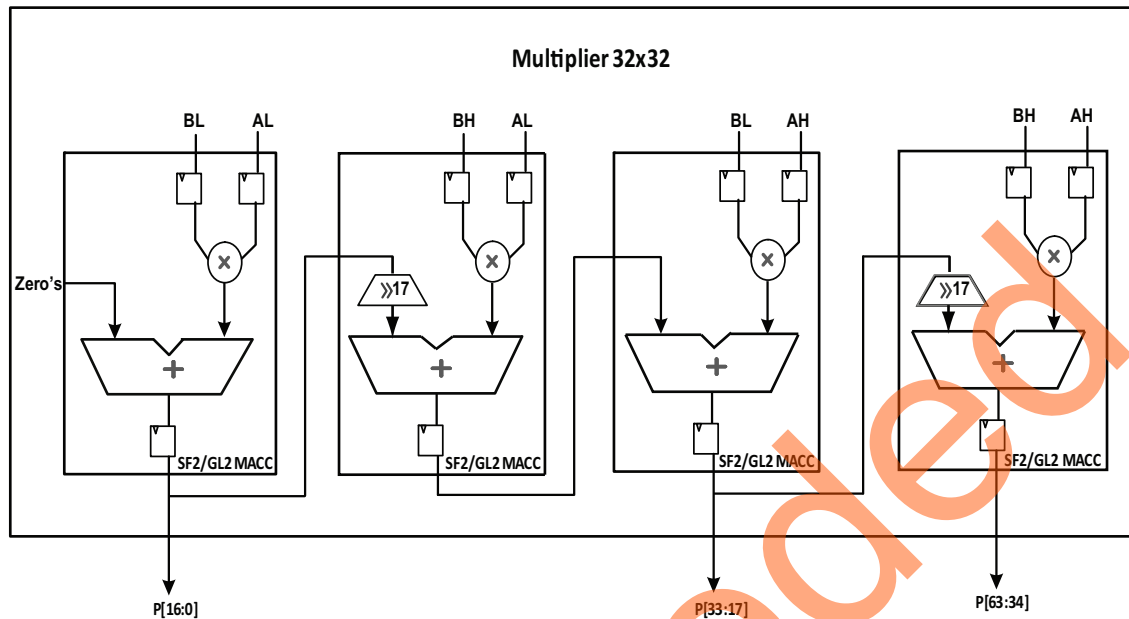 Multiplier 32x32
BL AL BH AL BL AH BH AH
Zero's
»17
»17
SF2/GL2 MACC SF2/GL2 MACC SF2/GL2 MACC SF2/GL2 MACC
P[16:0] P[33:17] P[63:34]
ded